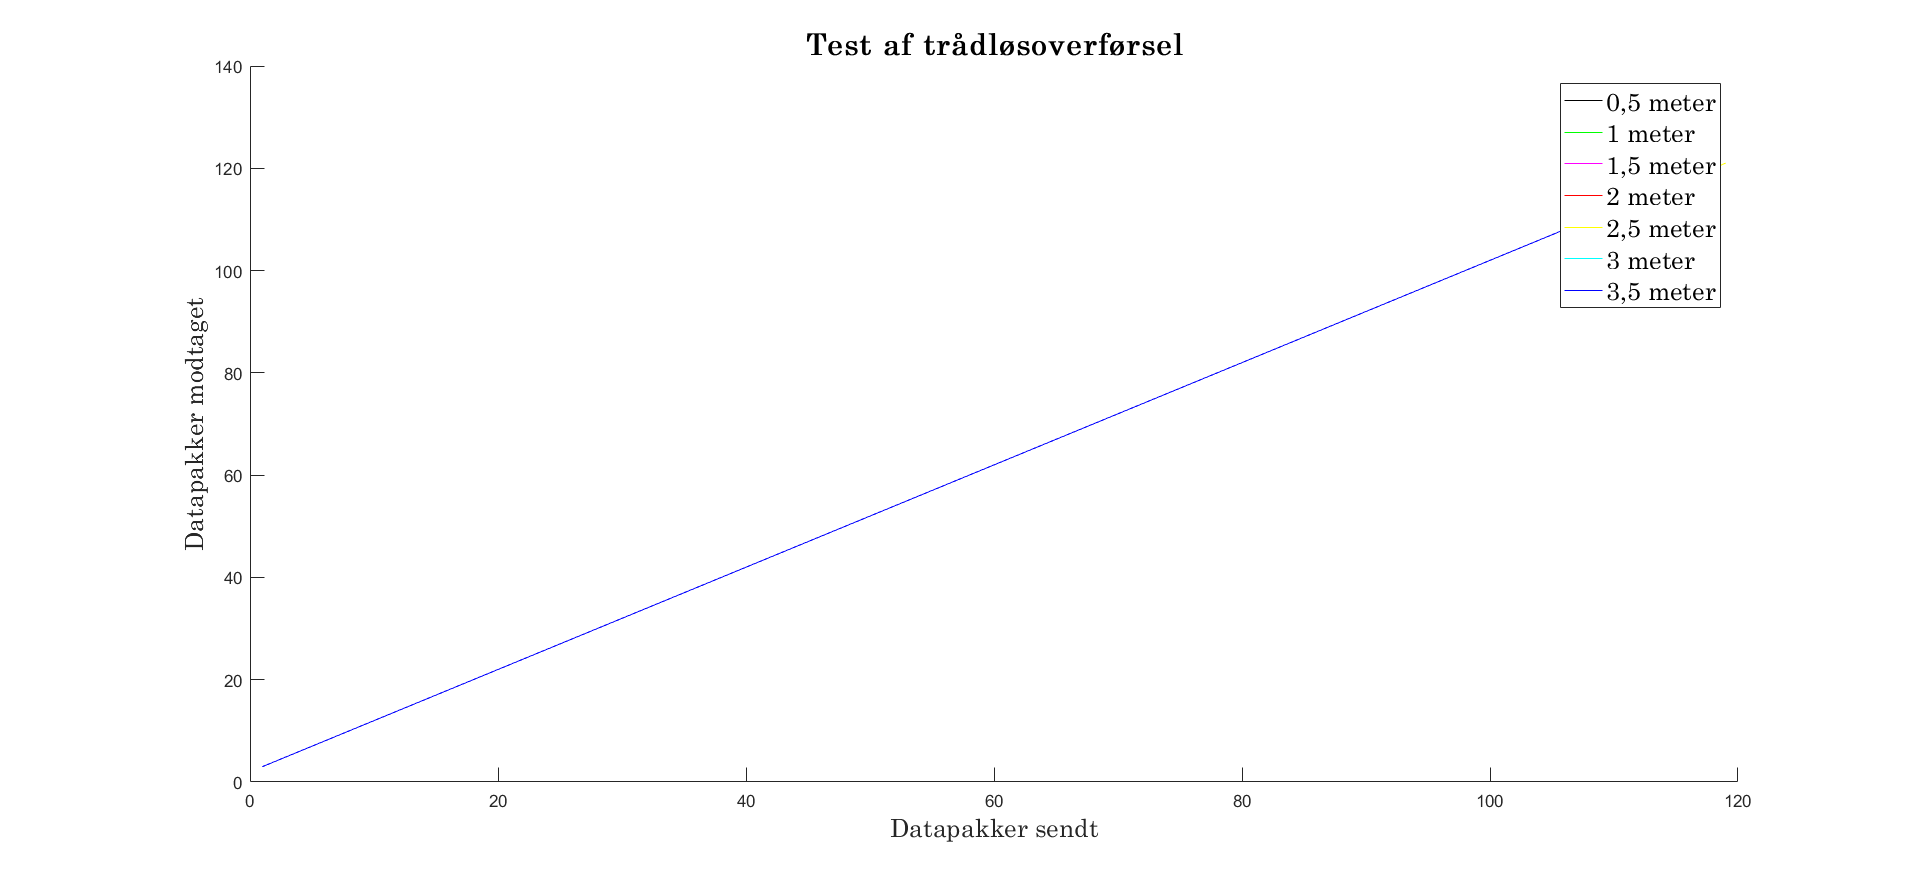 Test af trådløsoverførsel
140
120
100
80
60
40
20
0
Datapakker modtaget
0,5 meter
1 meter
1,5 meter
2 meter
2,5 meter
3 meter
3,5 meter
0 20 40 60 80 100 120
Datapakker sendt